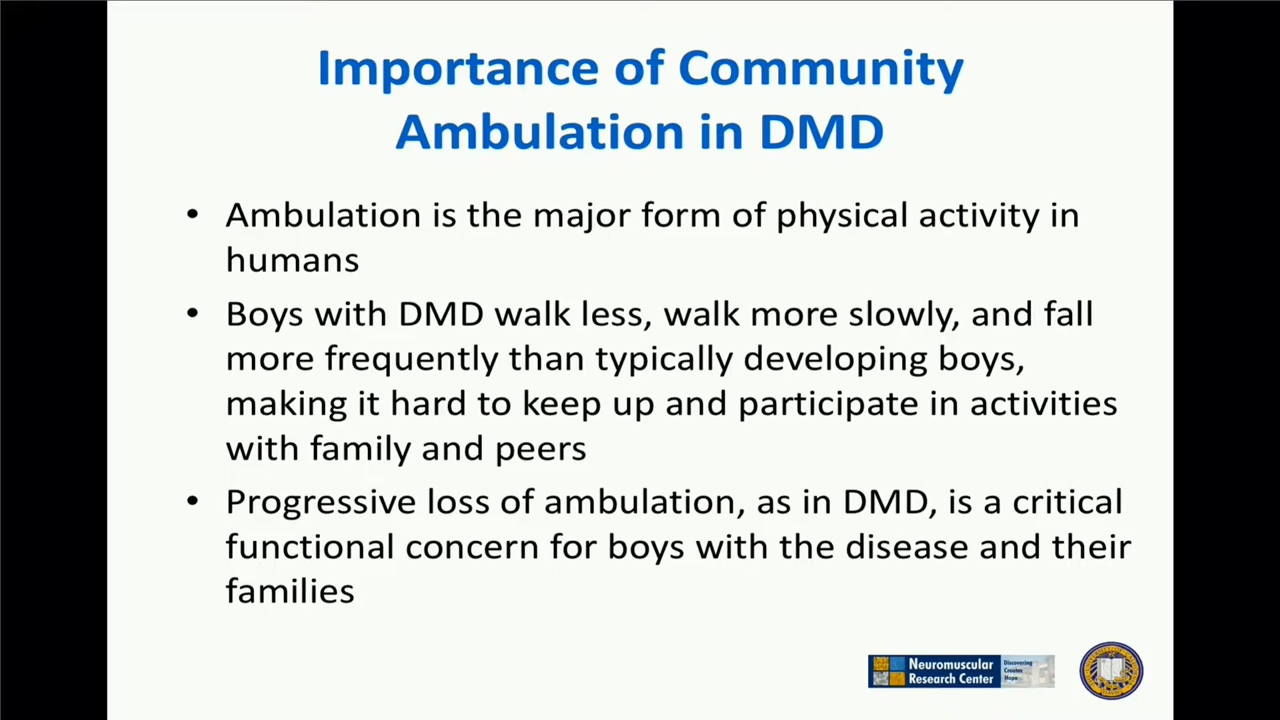 Importance of Community
Ambulation in DMD
• Ambulation is the major form of physical activity in
humans
• Boys with DMD walk less, walk more slowly, and fall
more frequently than typically developing boys,
making it hard to keep up and participate in activities
with family and peers
• Progressive loss of ambulation, as in DMD, is a critical
functional concern for boys with the disease and their
families
Neuromuscular
Research Center
Discovering
Creates
Hope